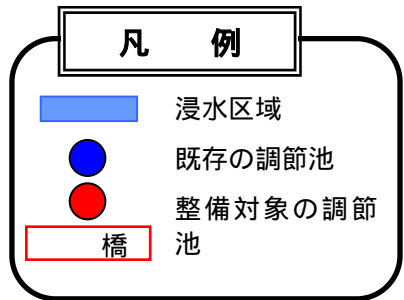 凡　例
浸水区域
既存の調節池
整備対象の調節
池
橋